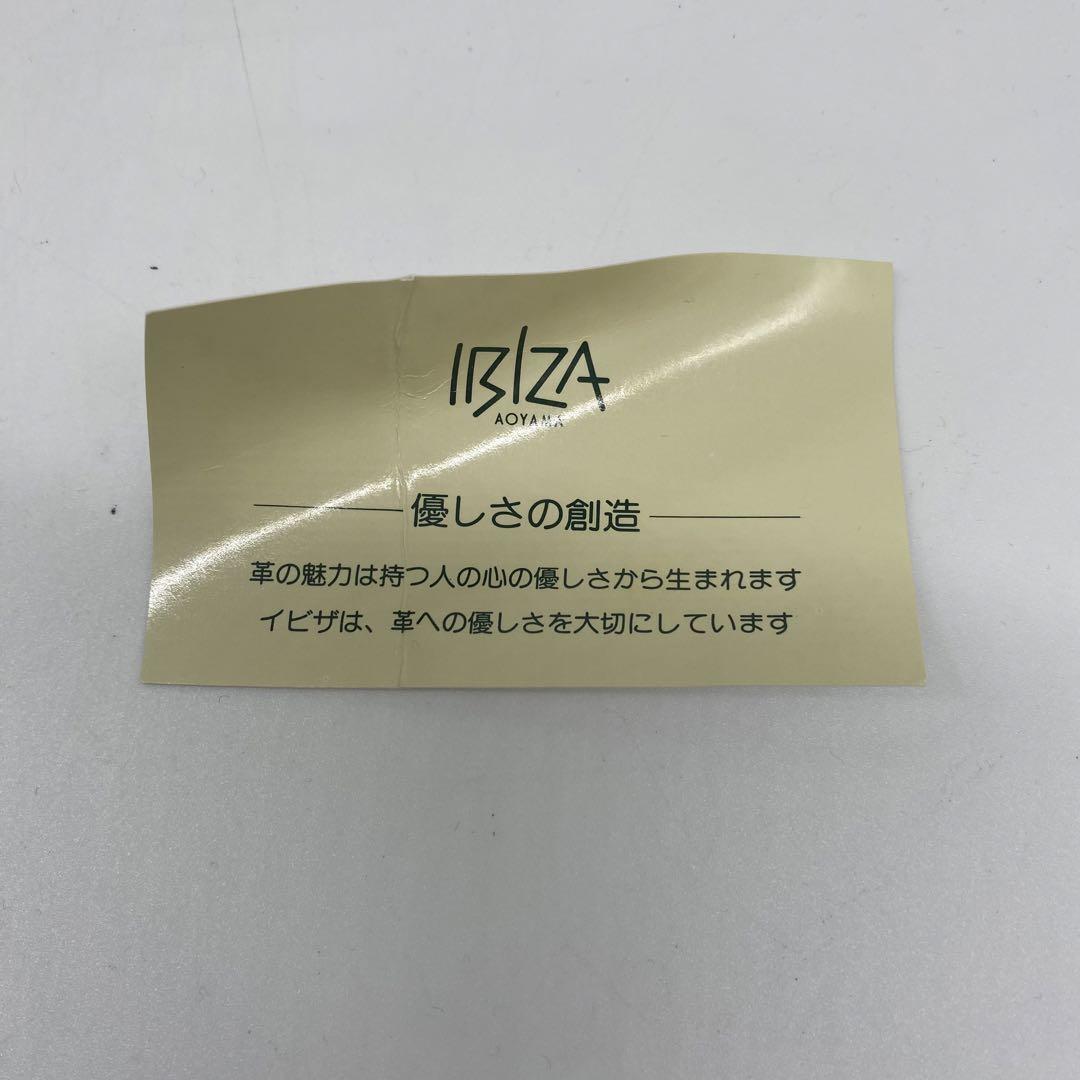 IBIZA
AOYAMA
優しさの創造
革の魅力は持つ人の心の優しさから生まれます
イビザは、革への優しさを大切にしています